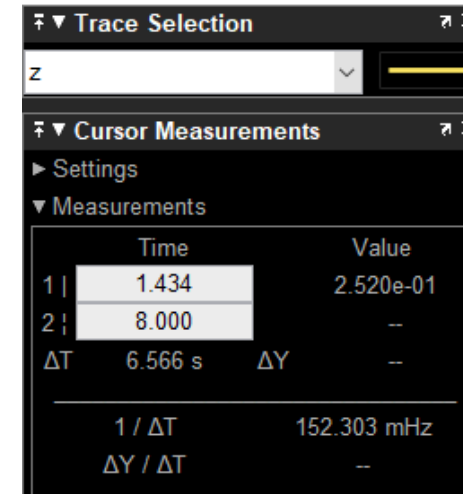 Trace Selection
z
Cursor Measurements
Settings
Measurements
Time Value
1 | 1.434 2.520e-01
2 ¦ 8.000 --
ΔT 6.566 s ΔY --
1 / ΔT 152.303 mHz
ΔY / ΔT --